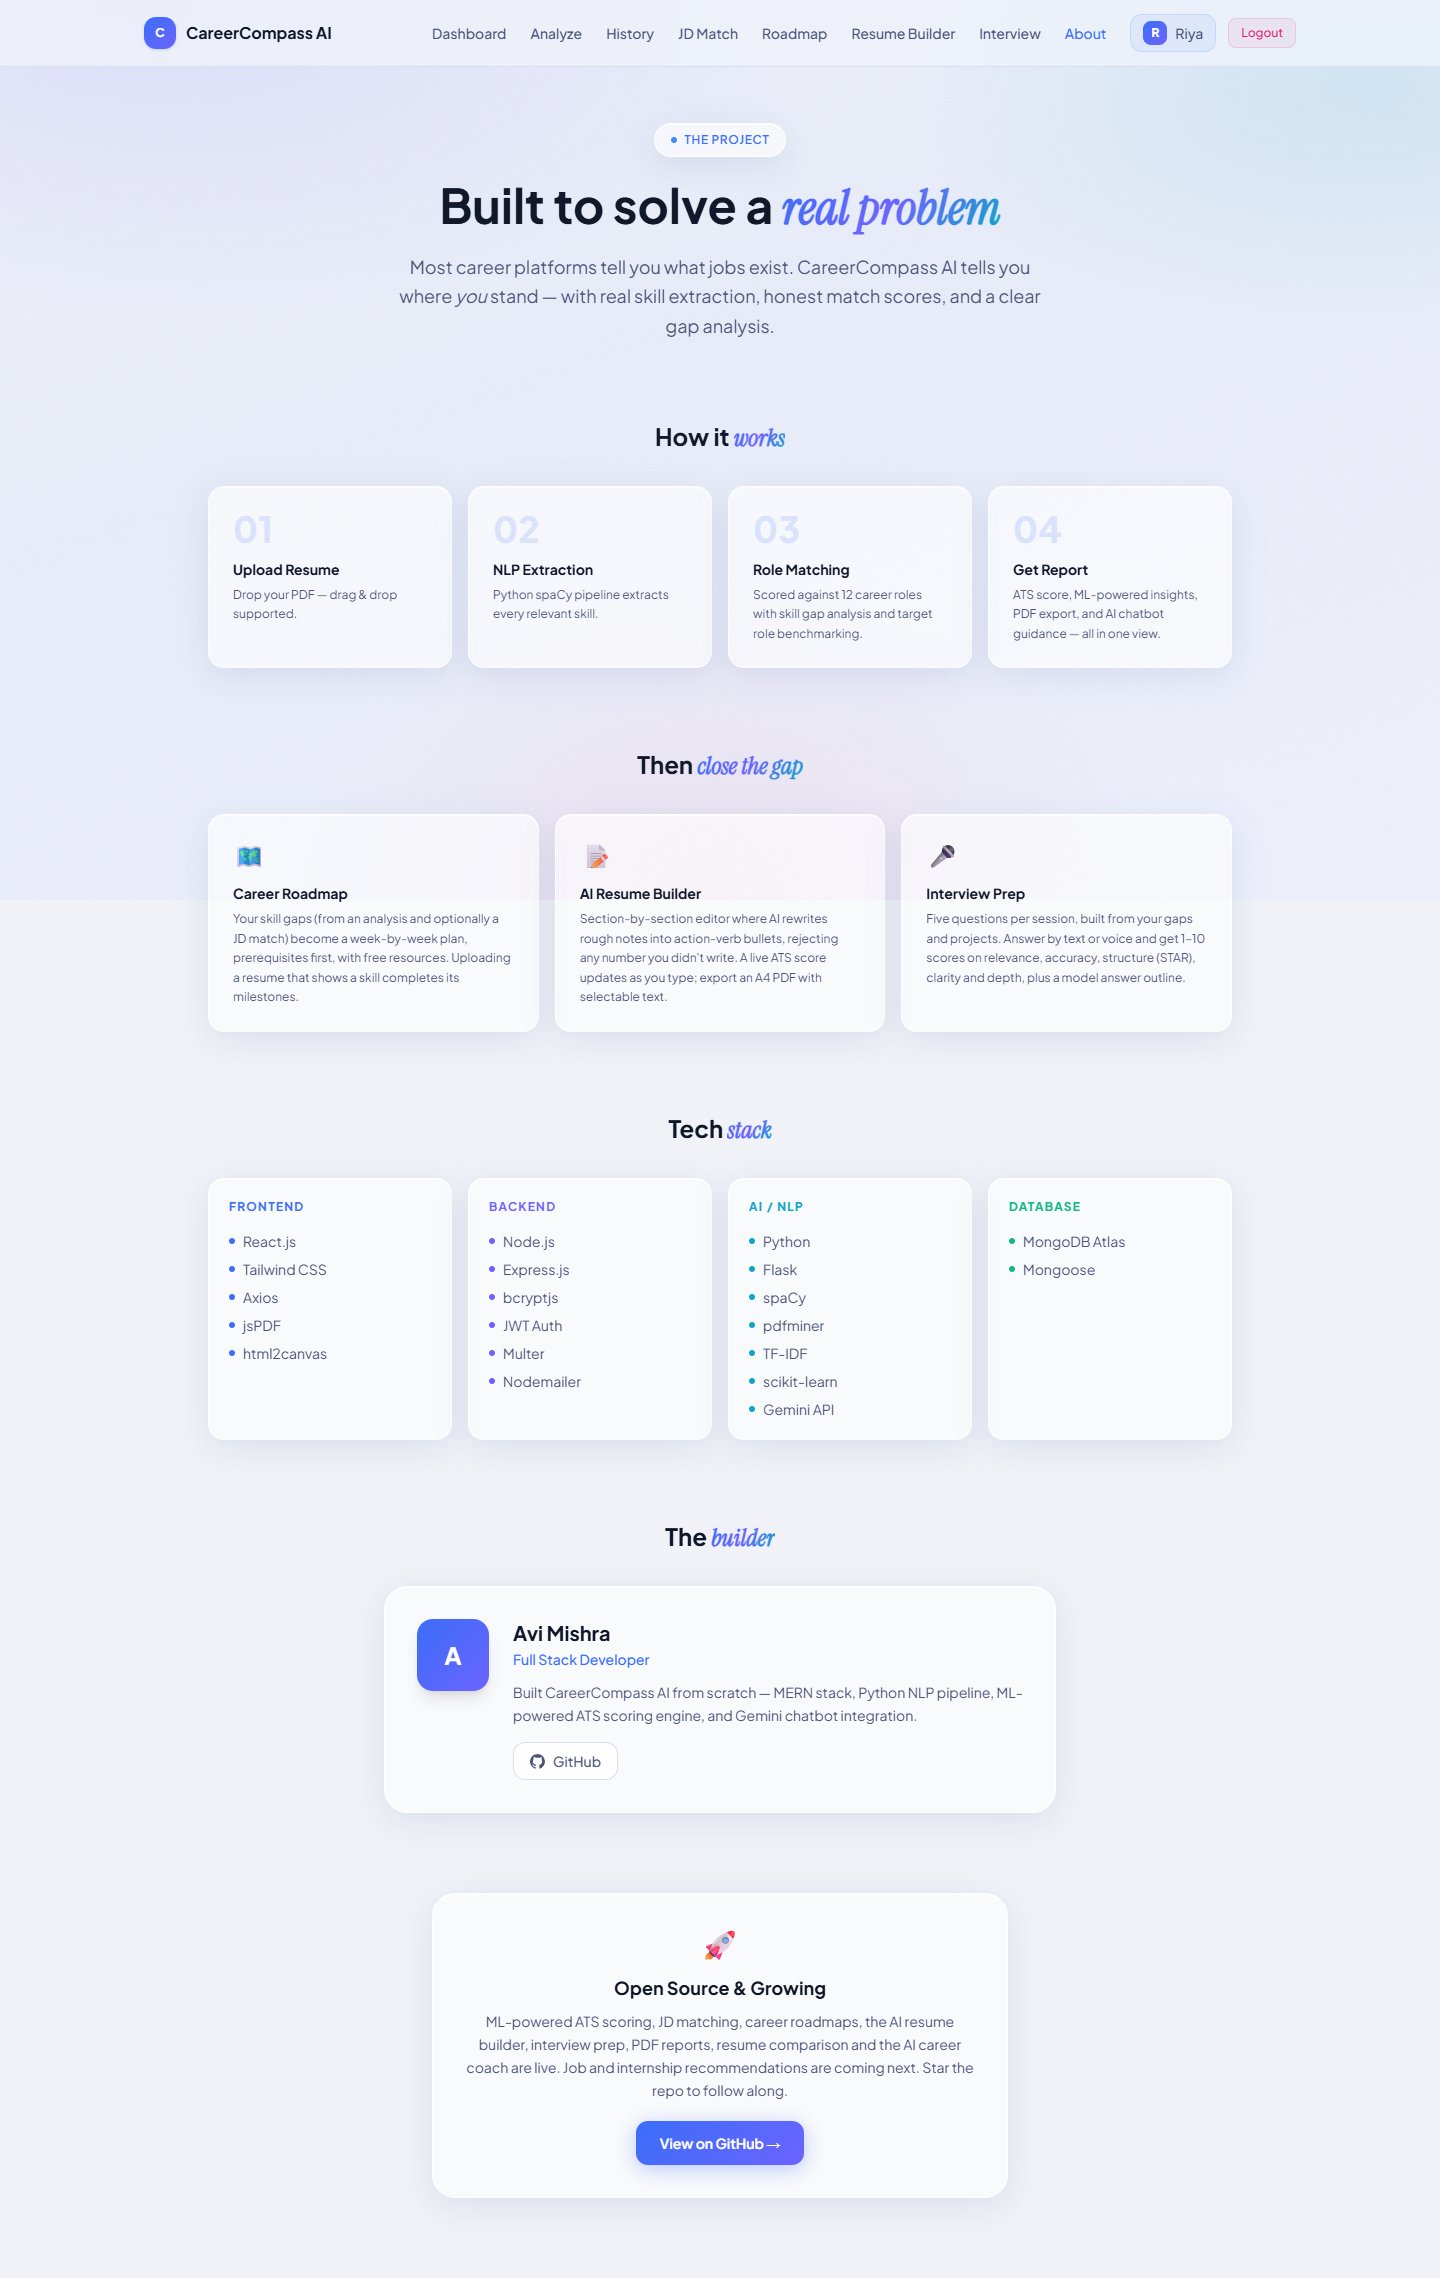 C CareerCompass AI Dashboard Analyze History JD Match Roadmap Resume Builder Interview About R Riya Logout
THE PROJECT
Built to solve a real problem
Most career platforms tell you what jobs exist. CareerCompass AI tells you
where you stand — with real skill extraction, honest match scores, and a clear
gap analysis.
How it works
01
Upload Resume
Drop your PDF — drag & drop
supported.
02
NLP Extraction
Python spaCy pipeline extracts
every relevant skill.
03
Role Matching
Scored against 12 career roles
with skill gap analysis and target
role benchmarking.
04
Get Report
ATS score, ML-powered insights,
PDF export, and AI chatbot
guidance — all in one view.
Then close the gap
Career Roadmap
Your skill gaps (from an analysis and optionally a
JD match) become a week-by-week plan,
prerequisites first, with free resources. Uploading
a resume that shows a skill completes its
milestones.
AI Resume Builder
Section-by-section editor where AI rewrites
rough notes into action-verb bullets, rejecting
any number you didn't write. A live ATS score
updates as you type; export an A4 PDF with
selectable text.
Interview Prep
Five questions per session, built from your gaps
and projects. Answer by text or voice and get 1–10
scores on relevance, accuracy, structure (STAR),
clarity and depth, plus a model answer outline.
Tech stack
FRONTEND
React.js
Tailwind CSS
Axios
jsPDF
html2canvas
BACKEND
Node.js
Express.js
bcryptjs
JWT Auth
Multer
Nodemailer
AI / NLP
Python
Flask
spaCy
pdfminer
TF-IDF
scikit-learn
Gemini API
DATABASE
MongoDB Atlas
Mongoose
The builder
A
Avi Mishra
Full Stack Developer
Built CareerCompass AI from scratch — MERN stack, Python NLP pipeline, ML-
powered ATS scoring engine, and Gemini chatbot integration.
GitHub
Open Source & Growing
ML-powered ATS scoring, JD matching, career roadmaps, the AI resume
builder, interview prep, PDF reports, resume comparison and the AI career
coach are live. Job and internship recommendations are coming next. Star the
repo to follow along.
View on GitHub →